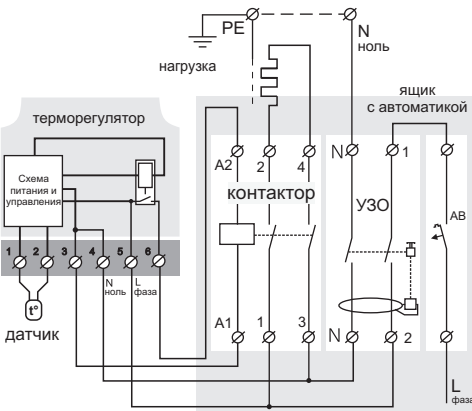 PE
N
ноль
нагрузка
ящик
с автоматикой
терморегулятор
A2
2
4
N
1
Схема
питания и
управления
контактор
УЗО
АВ
1
2
3
4
5
6
N
ноль
L
фаза
t°
датчик
A1
1
3
N
2
L
фаза